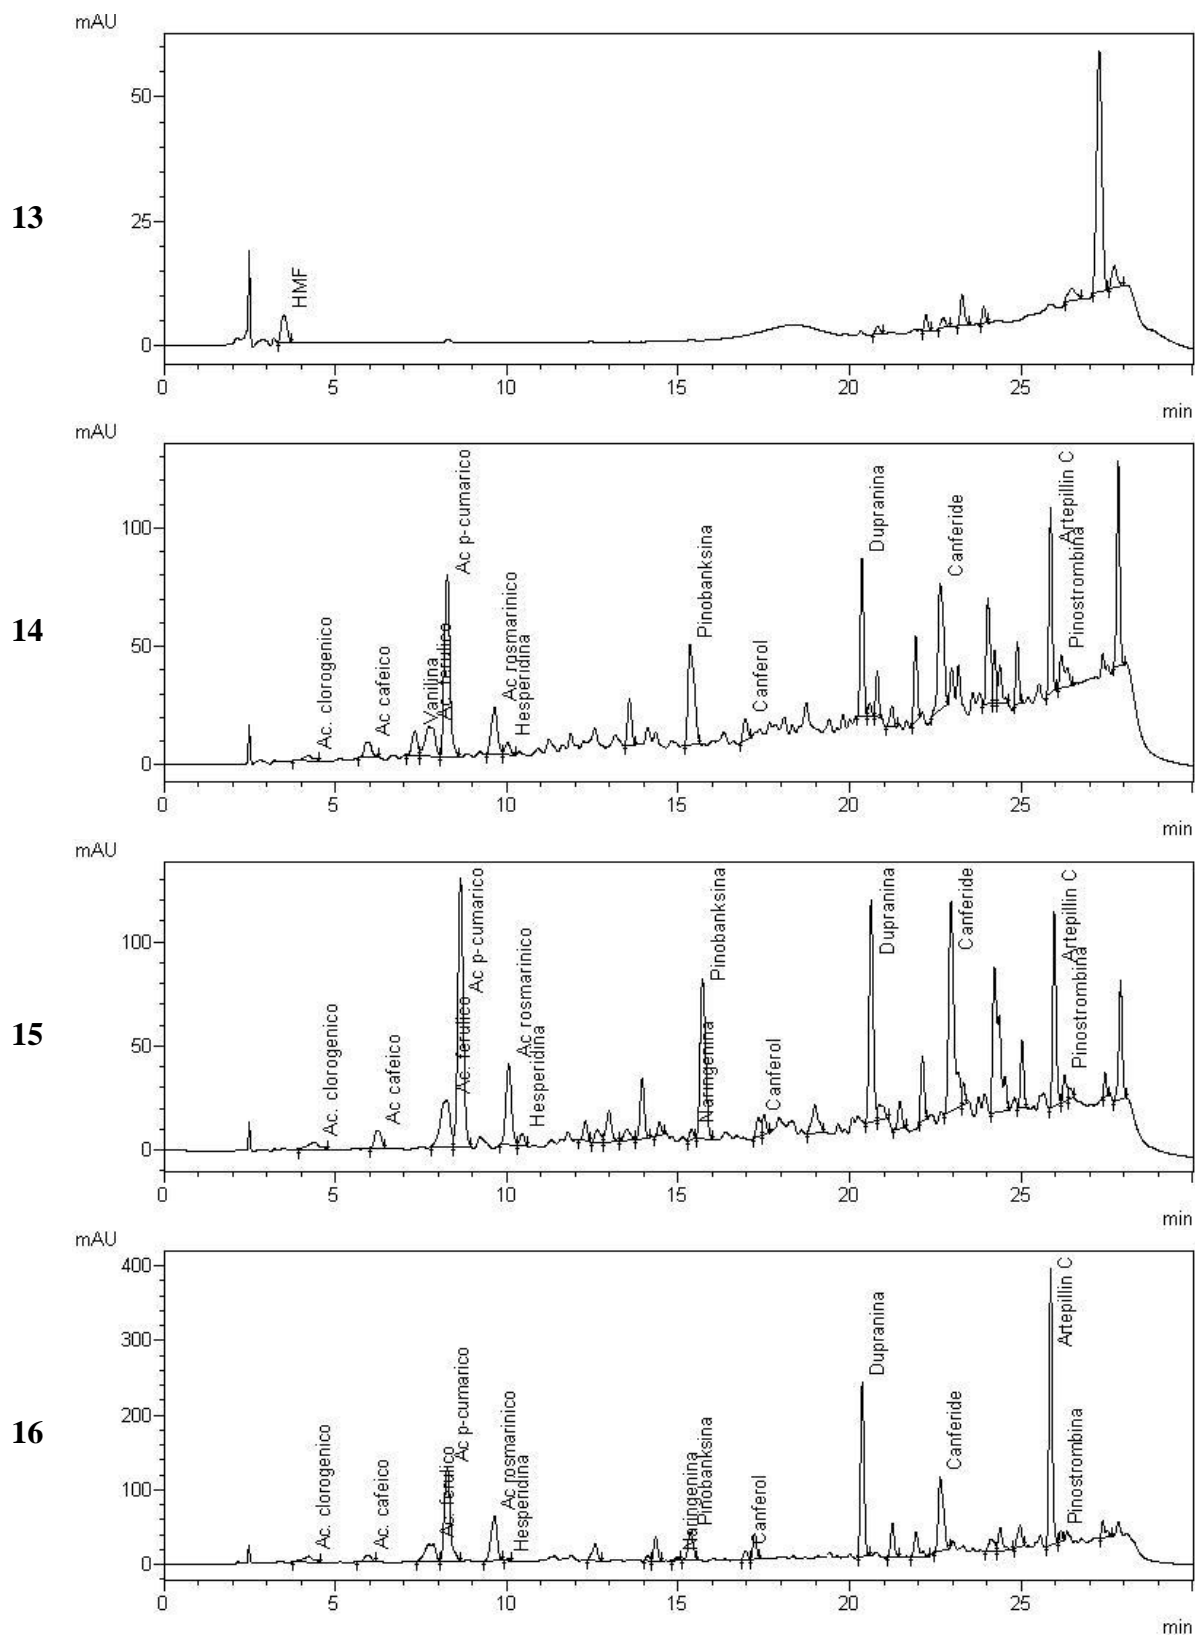 mAU
50
25
0
13
HMF
0 5 10 15 20 25
min
mAU
100
50
0
14
Ac. clorogenico
Ac cafeico
Vanilina
Ac. ferulico
Ac p-cumarico
Ac rosmarinico
Hesperidina
Pinobanksina
Canferol
Dupranina
Canferide
Artepillin C
Pinostrombina
0 5 10 15 20 25
min
mAU
100
50
0
15
Ac. clorogenico
Ac cafeico
Ac. ferulico
Ac p-cumarico
Ac rosmarinico
Hesperidina
Naringenina
Pinobanksina
Canferol
Dupranina
Canferide
Artepillin C
Pinostrombina
0 5 10 15 20 25
min
mAU
400
300
200
100
0
16
Ac. clorogenico
Ac. cafeico
Ac. ferulico
Ac p-cumarico
Ac rosmarinico
Hesperidina
Naringenina
Pinobanksina
Canferol
Dupranina
Canferide
Artepillin C
Pinostrombina
0 5 10 15 20 25
min